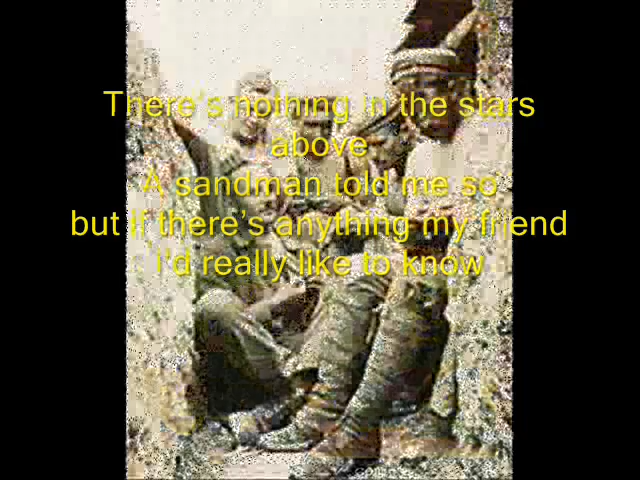 There's nothing in the stars
above
A sandman told me so
but if there's anything my friend
i'd really like to know